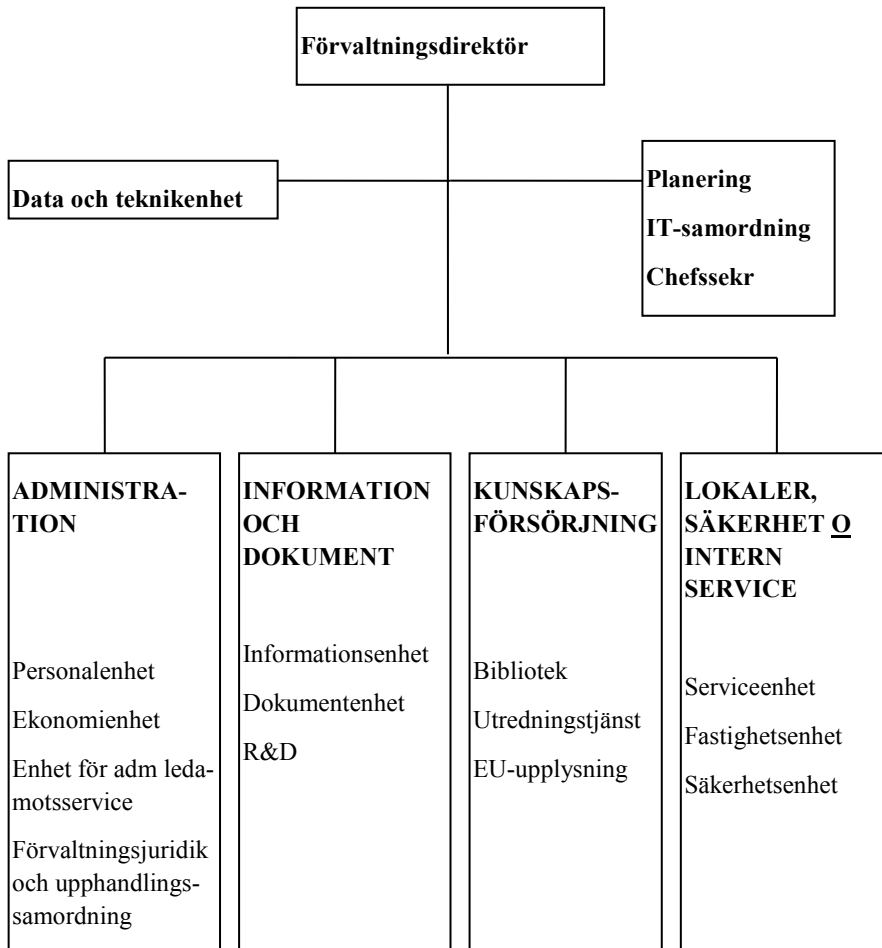 Förvaltningsdirektör
Data och teknikenhet
Planering
IT-samordning
Chefssekr
ADMINISTRA-
TION
Personalenhet
Ekonomienhet
Enhet för adm leda-
motsservice
Förvaltningsjuridik
och upphandlings-
samordning
INFORMATION
OCH
DOKUMENT
Informationsenhet
Dokumentenhet
R&D
KUNSKAPS-
FÖRSÖRJNING
Bibliotek
Utredningstjänst
EU-upplysning
LOKALER,
SÄKERHET O
INTERN
SERVICE
Serviceenhet
Fastighetsenhet
Säkerhetsenhet